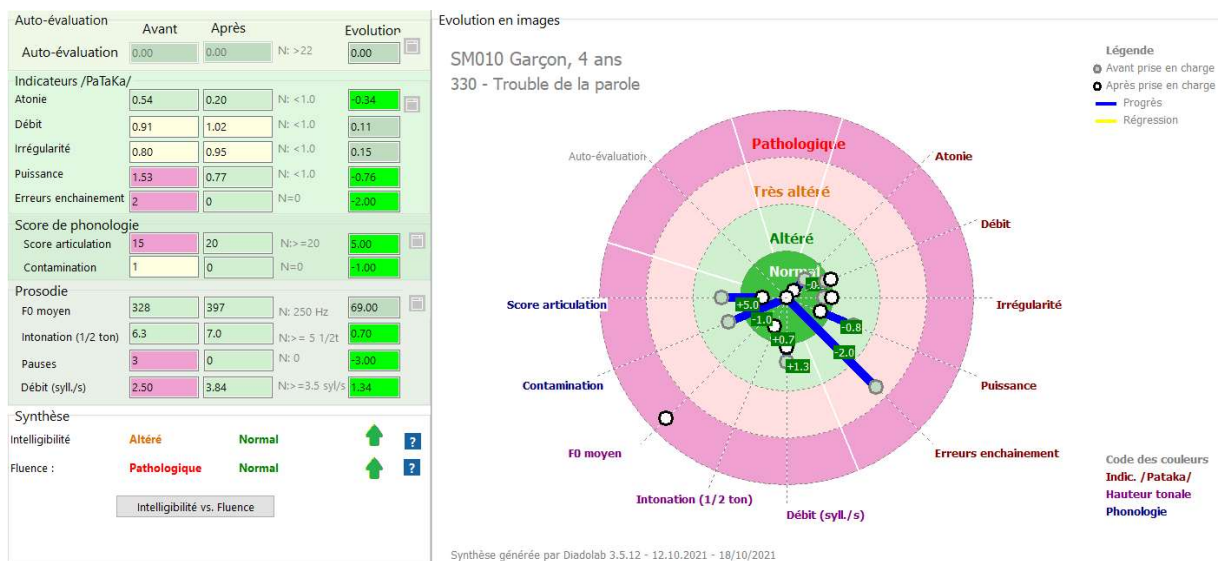 Auto-évaluation
Avant Après Evolution
Auto-évaluation 0.00 0.00 N: >22 0.00
Indicateurs /PaTaKa/
Atonie 0.54 0.20 N: <1.0 -0.34
Débit 0.91 1.02 N: <1.0 0.11
Irrégularité 0.80 0.95 N: <1.0 0.15
Puissance 1.53 0.77 N: <1.0 -0.76
Erreurs enchainement 2 0 N=0 -2.00
Score de phonologie
Score articulation 15 20 N:>=20 5.00
Contamination 1 0 N=0 -1.00
Prosodie
F0 moyen 328 397 N: 250 Hz 69.00
Intonation (1/2 ton) 6.3 7.0 N:>= 5 1/2t 0.70
Pauses 3 0 N: 0 -3.00
Débit (syll./s) 2.50 3.84 N:>=3.5 syl/s 1.34
Synthèse
Intelligibilité Altéré Normal ?
Fluence : Pathologique Normal ?
Intelligibilité vs. Fluence
Evolution en images
SM010 Garçon, 4 ans
330 - Trouble de la parole
Légende
Avant prise en charge
Après prise en charge
Progrès
Régression
Pathologique
Très altéré
Altéré
Normal
Auto-évaluation
Atonie
Débit
Irrégularité
Puissance
Erreurs enchainement
Débit (syll./s)
Intonation (1/2 ton)
F0 moyen
Contamination
Score articulation
+5.0
-1.0
+0.7
+1.3
-0.8
-2.0
Code des couleurs
Indic. /Pataka/
Hauteur tonale
Phonologie
Synthèse générée par Diadolab 3.5.12 - 12.10.2021 - 18/10/2021